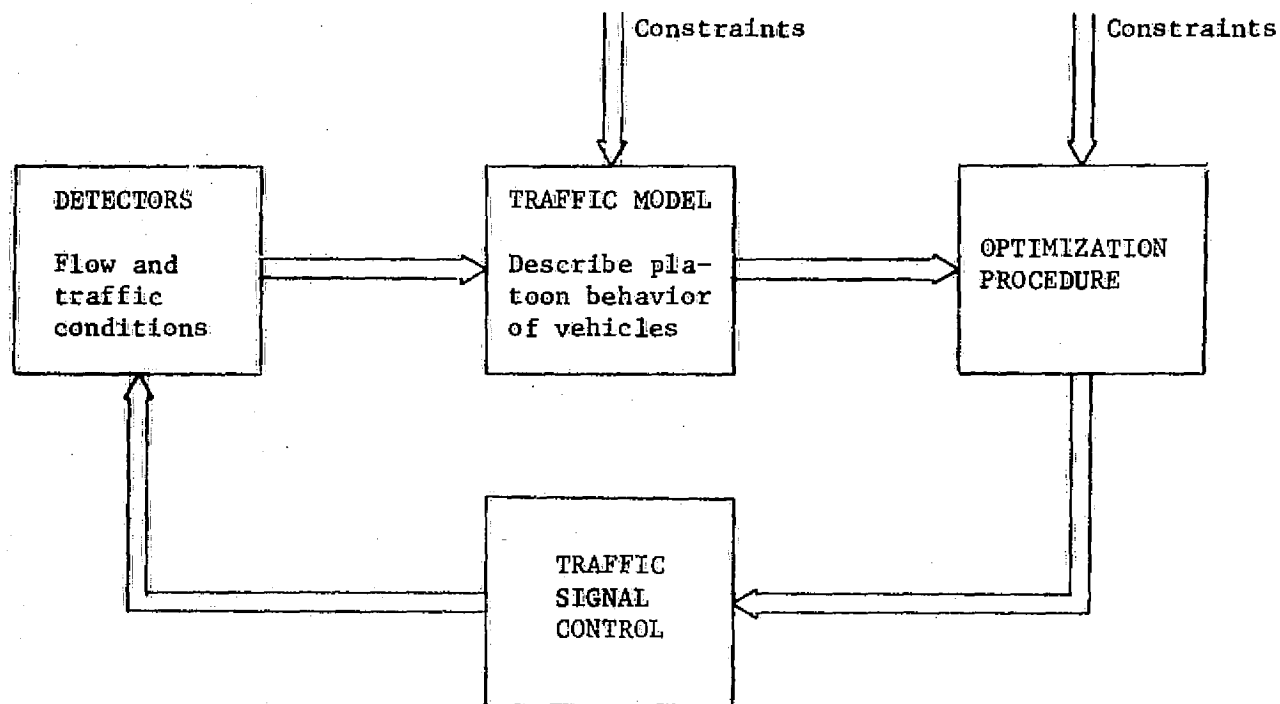 Constraints
Constraints
DETECTORS
Flow and
traffic
conditions
TRAFFIC MODEL
Describe pla-
toon behavior
of vehicles
OPTIMIZATION
PROCEDURE
TRAFFIC
SIGNAL
CONTROL